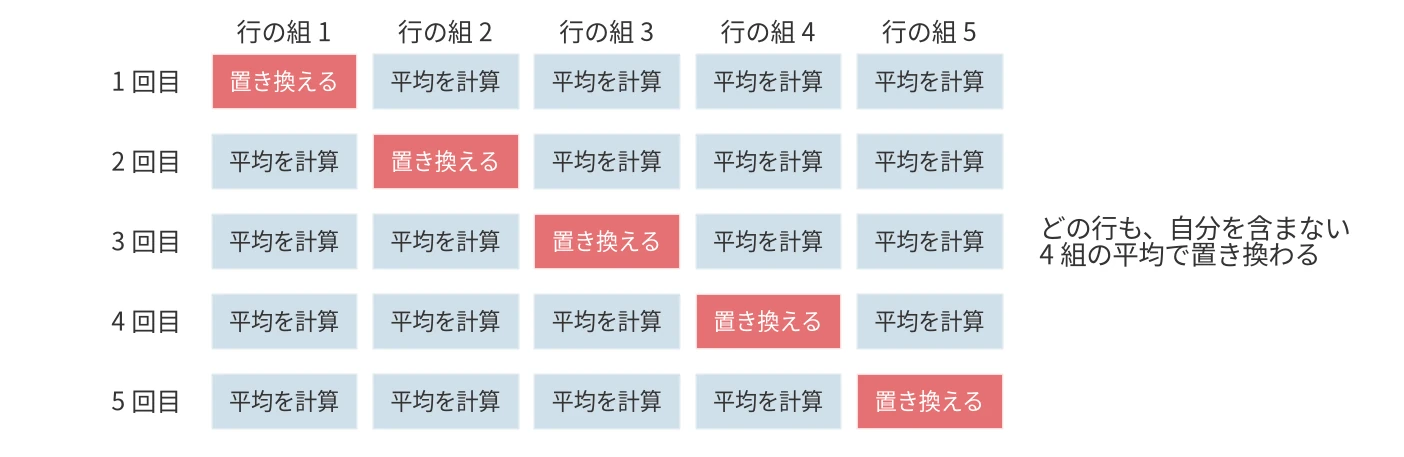 行の組 1 行の組 2 行の組 3 行の組 4 行の組 5
1 回目 置き換える 平均を計算 平均を計算 平均を計算 平均を計算
2 回目 平均を計算 置き換える 平均を計算 平均を計算 平均を計算
3 回目 平均を計算 平均を計算 置き換える 平均を計算 平均を計算
どの行も、自分を含まない
4 組の平均で置き換わる
4 回目 平均を計算 平均を計算 平均を計算 置き換える 平均を計算
5 回目 平均を計算 平均を計算 平均を計算 平均を計算 置き換える